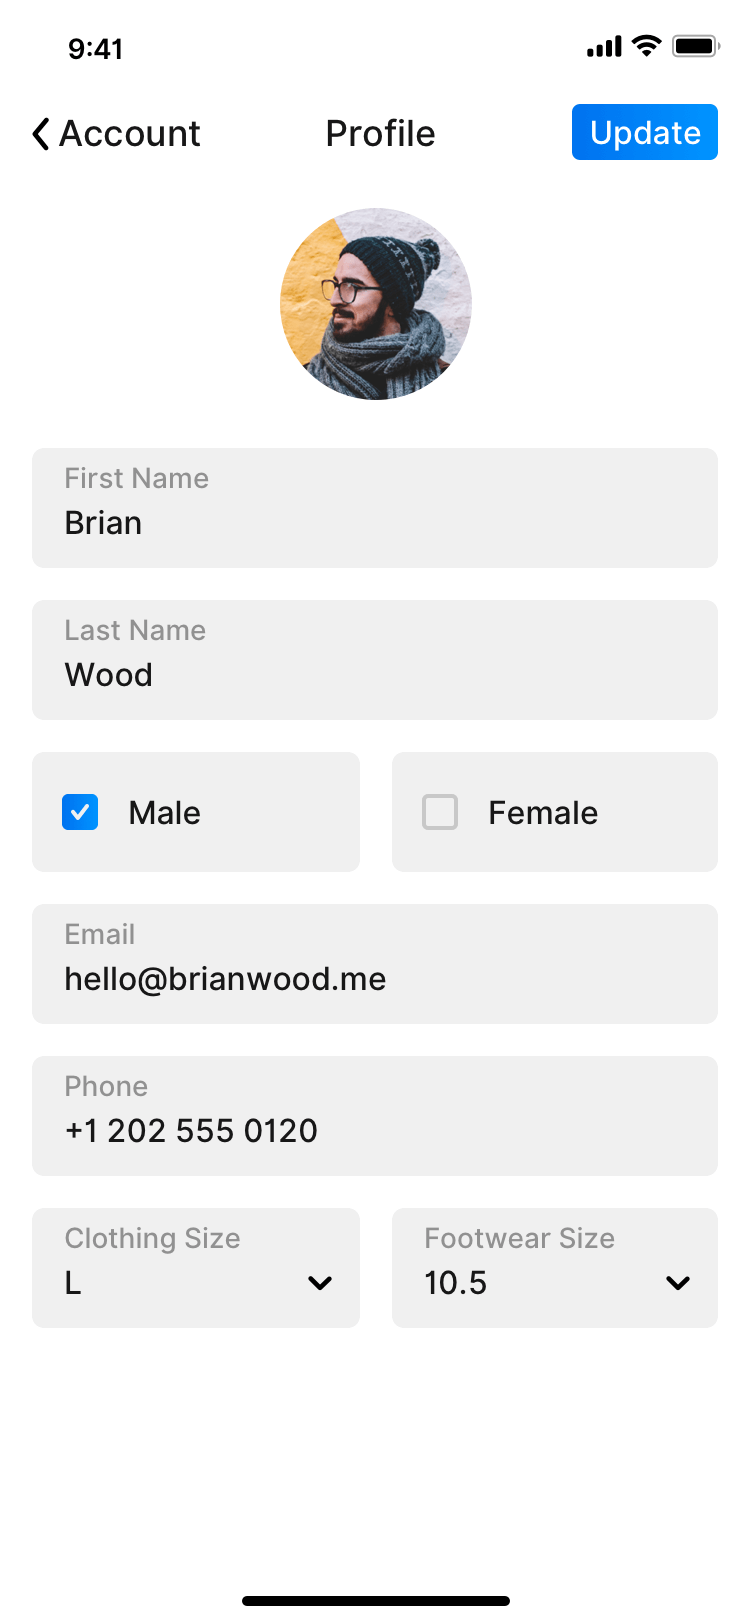 9:41
Account Profile Update
First Name
Brian
Last Name
Wood
Male Female
Email
hello@brianwood.me
Phone
+1 202 555 0120
Clothing Size Footwear Size
L 10.5